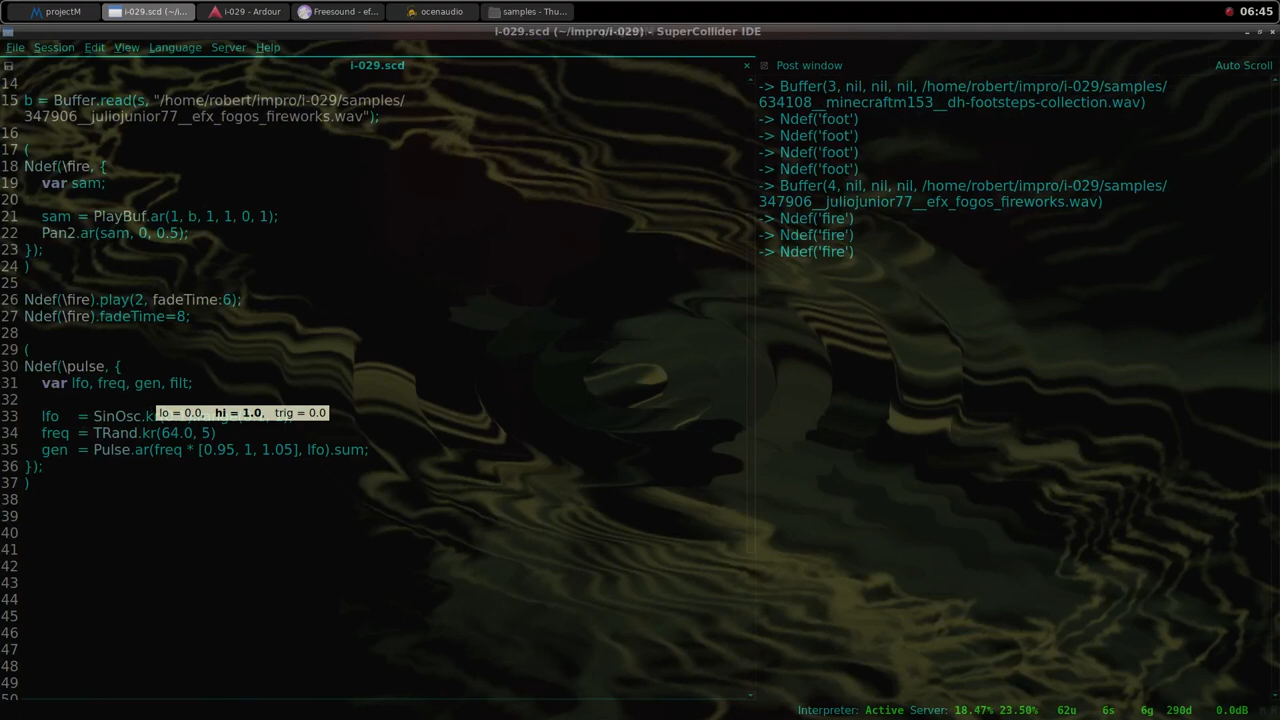 projectM
i-029.scd (~/i...
i-029 - Ardour
Freesound - ef...
ocenaudio
samples - Thu...
06:45
i-029.scd (~/impro/i-029) - SuperCollider IDE
File Session Edit View Language Server Help
i-029.scd
14
15 b = Buffer.read(s, "/home/robert/impro/i-029/samples/
347906__juliojunior77__efx_fogos_fireworks.wav");
16
17 (
18 Ndef(\fire, {
19 var sam;
20
21 sam = PlayBuf.ar(1, b, 1, 1, 0, 1);
22 Pan2.ar(sam, 0, 0.5);
23 });
24 )
25
26 Ndef(\fire).play(2, fadeTime:6);
27 Ndef(\fire).fadeTime=8;
28
29 (
30 Ndef(\pulse, {
31 var lfo, freq, gen, filt;
32
lo = 0.0, hi = 1.0, trig = 0.0
33 lfo = SinOsc.kr
34 freq = TRand.kr(64.0, 5)
35 gen = Pulse.ar(freq * [0.95, 1, 1.05], lfo).sum;
36 });
37 )
38
39
40
41
42
43
44
45
46
47
48
49
50
Post window
Auto Scroll
-> Buffer(3, nil, nil, nil, /home/robert/impro/i-029/samples/
634108__minecraftm153__dh-footsteps-collection.wav)
-> Ndef('foot')
-> Ndef('foot')
-> Ndef('foot')
-> Ndef('foot')
-> Buffer(4, nil, nil, nil, /home/robert/impro/i-029/samples/
347906__juliojunior77__efx_fogos_fireworks.wav)
-> Ndef('fire')
-> Ndef('fire')
-> Ndef('fire')
Interpreter: Active Server: 18.47% 23.50% 62u 6s 6g 290d 0.0dB